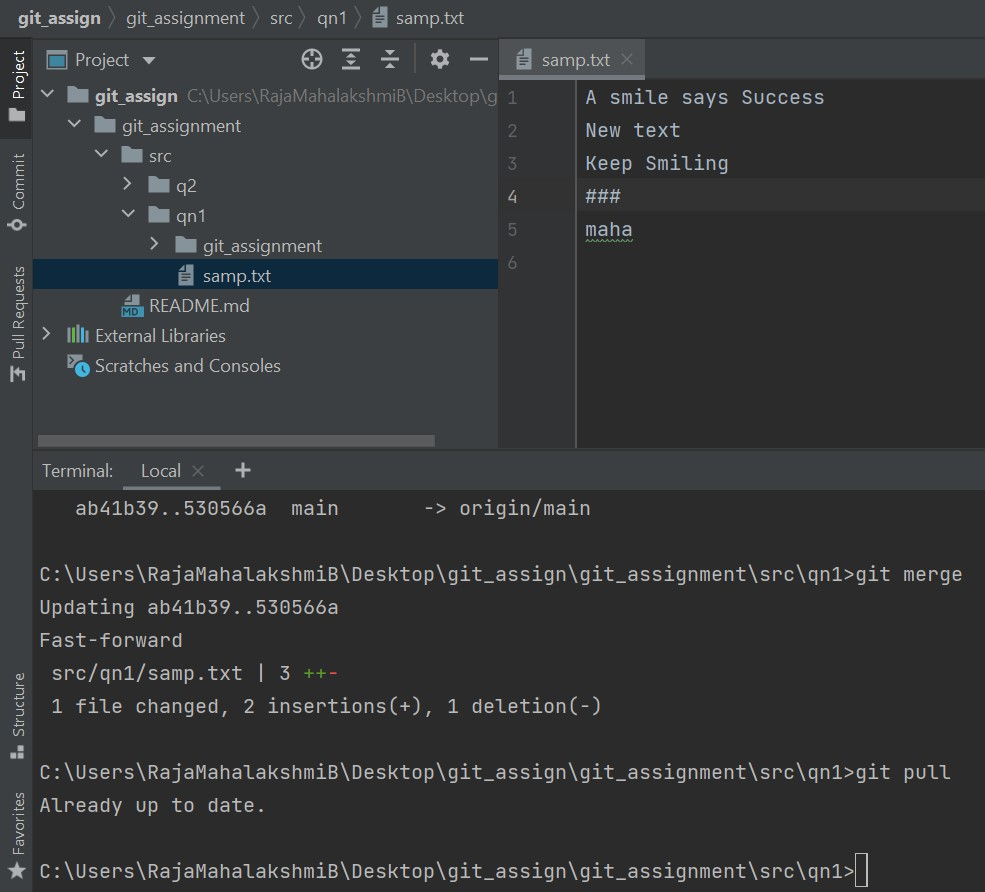 git_assign git_assignment src qn1 samp.txt
Project
Commit
Pull Requests
Structure
Favorites
Project
git_assign C:\Users\RajaMahalakshmiB\Desktop\g
git_assignment
src
q2
qn1
git_assignment
samp.txt
MD README.md
External Libraries
Scratches and Consoles
samp.txt
1 A smile says Success
2 New text
3 Keep Smiling
4 ###
5 maha
6
Terminal: Local
ab41b39..530566a main -> origin/main
C:\Users\RajaMahalakshmiB\Desktop\git_assign\git_assignment\src\qn1>git merge
Updating ab41b39..530566a
Fast-forward
src/qn1/samp.txt | 3 ++-
1 file changed, 2 insertions(+), 1 deletion(-)
C:\Users\RajaMahalakshmiB\Desktop\git_assign\git_assignment\src\qn1>git pull
Already up to date.
C:\Users\RajaMahalakshmiB\Desktop\git_assign\git_assignment\src\qn1>